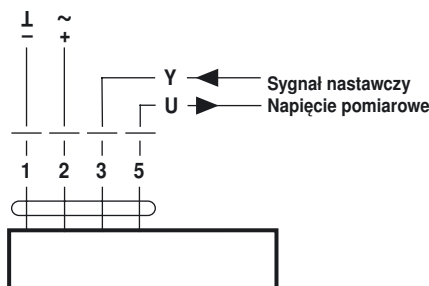 ⊥ ~
− +
Y Sygnał nastawczy
U Napięcie pomiarowe
1 2 3 5